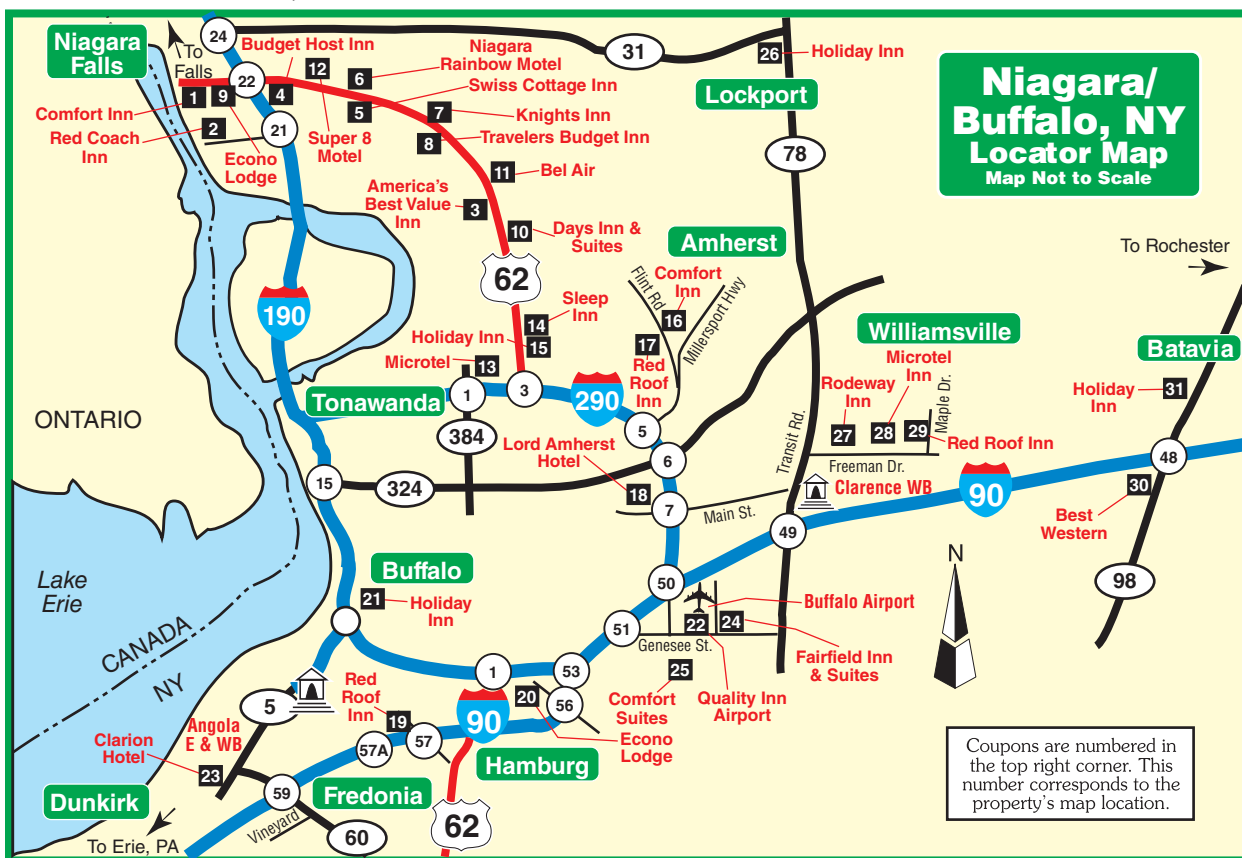 Niagara/
Buffalo, NY
Locator Map
Map Not to Scale
Niagara
Falls
To
Falls
24
Budget Host Inn
12
Niagara
Rainbow Motel
6
Swiss Cottage Inn
31
26
Holiday Inn
Lockport
22
1
9
4
5
7
Knights Inn
Comfort Inn
2
21
Super 8
Motel
8
Travelers Budget Inn
Red Coach
Inn
Econo
Lodge
78
11
Bel Air
America's
Best Value
Inn
3
10
Days Inn &
Suites
Amherst
To Rochester
62
Flint Rd
Comfort
Inn
16
Millersport Hwy
190
Sleep
Inn
14
Holiday Inn
15
17
Red
Roof
Inn
Williamsville
Microtel
Inn
Batavia
Microtel
13
Rodeway
Inn
Maple Dr.
Holiday
Inn
31
Tonawanda
1
3
290
5
Transit Rd.
27
28
29
Red Roof Inn
ONTARIO
384
Lord Amherst
Hotel
6
Freeman Dr.
48
15
324
18
7
Main St.
Clarence WB
90
30
Best
Western
49
N
Lake
Erie
Buffalo
50
98
21
Holiday
Inn
Buffalo Airport
51
22
24
Genesee St.
CANADA
NY
25
Fairfield Inn
& Suites
1
53
Comfort
Suites
Quality Inn
Airport
5
Red
Roof
Inn
19
90
20
56
Econo
Lodge
Angola
E & WB
Clarion
Hotel
23
57A
57
Hamburg
Coupons are numbered in
the top right corner. This
number corresponds to the
property's map location.
Dunkirk
59
Fredonia
Vineyard
60
62
To Erie, PA